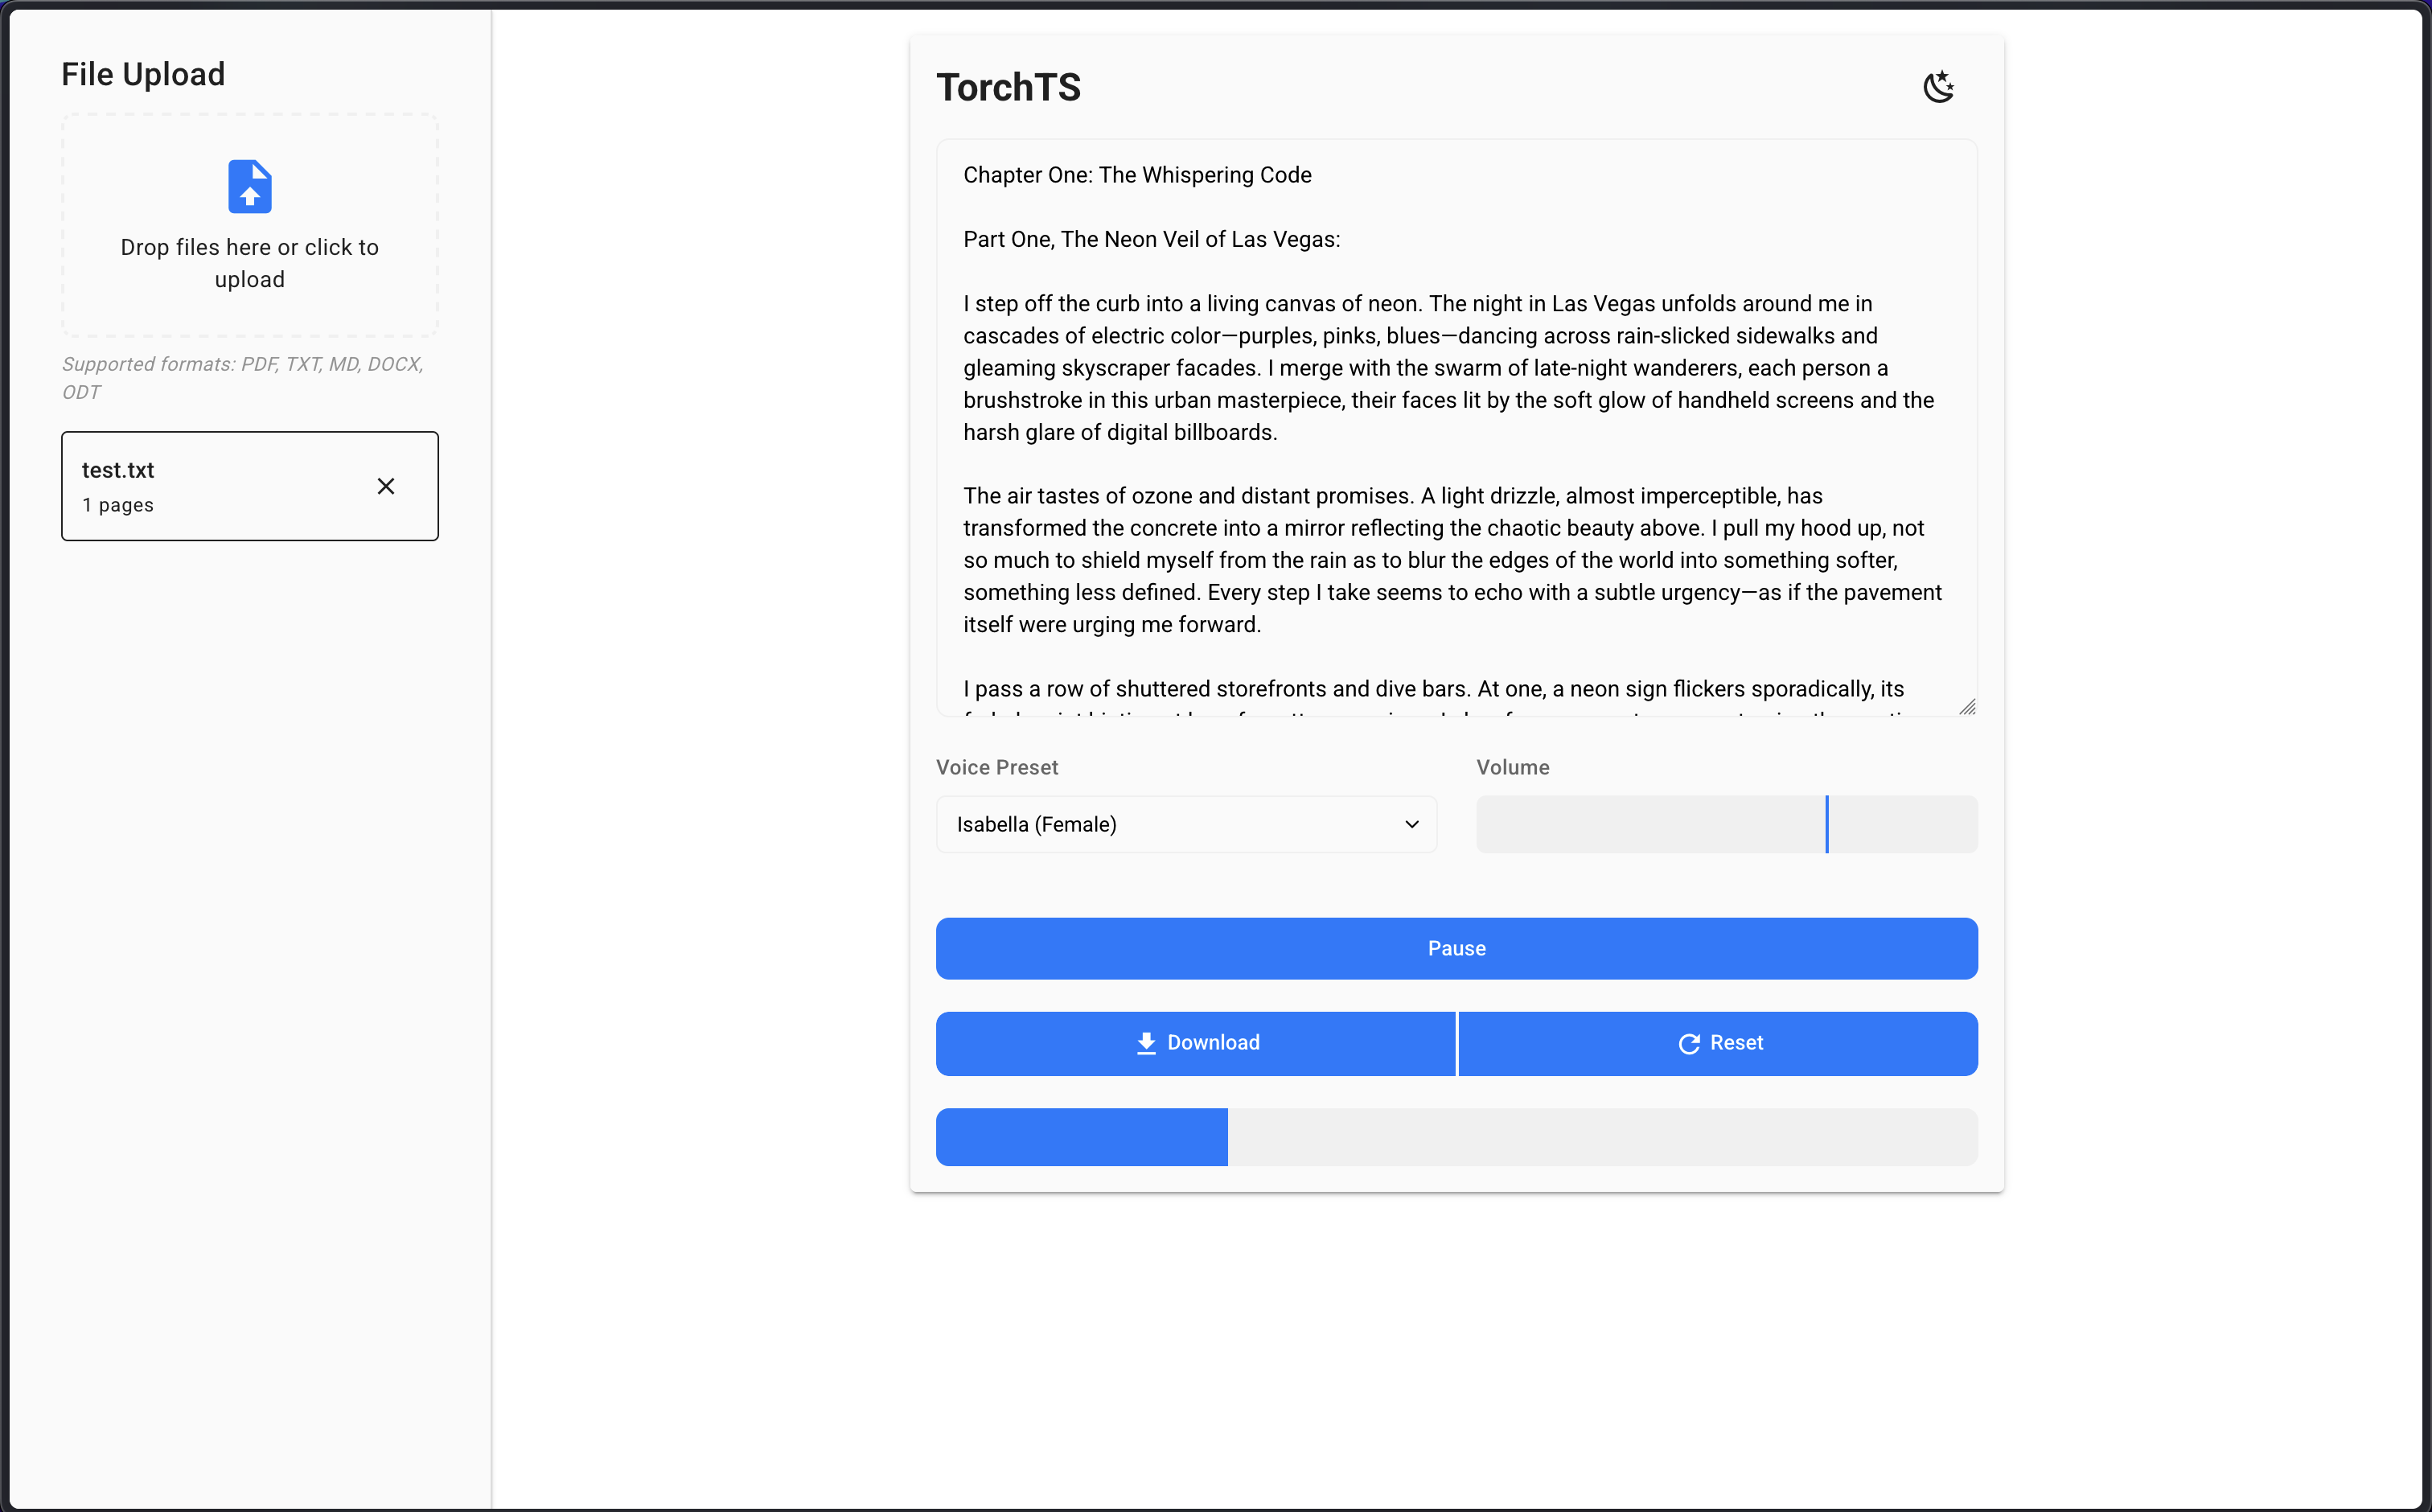 File Upload
Drop files here or click to
upload
Supported formats: PDF, TXT, MD, DOCX,
ODT
test.txt
1 pages
TorchTS
Chapter One: The Whispering Code
Part One, The Neon Veil of Las Vegas:
I step off the curb into a living canvas of neon. The night in Las Vegas unfolds around me in
cascades of electric color—purples, pinks, blues—dancing across rain-slicked sidewalks and
gleaming skyscraper facades. I merge with the swarm of late-night wanderers, each person a
brushstroke in this urban masterpiece, their faces lit by the soft glow of handheld screens and the
harsh glare of digital billboards.
The air tastes of ozone and distant promises. A light drizzle, almost imperceptible, has
transformed the concrete into a mirror reflecting the chaotic beauty above. I pull my hood up, not
so much to shield myself from the rain as to blur the edges of the world into something softer,
something less defined. Every step I take seems to echo with a subtle urgency—as if the pavement
itself were urging me forward.
I pass a row of shuttered storefronts and dive bars. At one, a neon sign flickers sporadically, its
Voice Preset
Volume
Isabella (Female)
Pause
Download
Reset